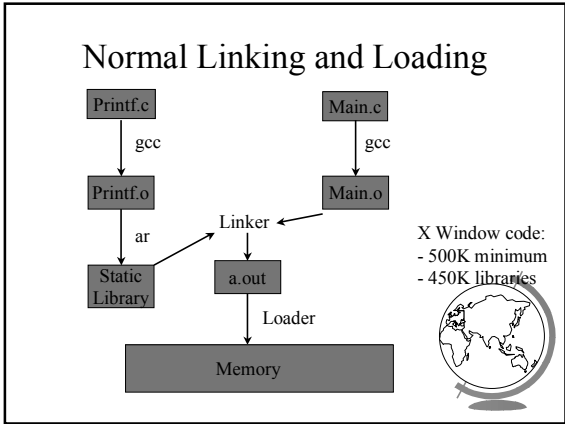 Normal Linking and Loading
Printf.c
Main.c
gcc
gcc
Printf.o
Main.o
Linker
ar
X Window code:
- 500K minimum
- 450K libraries
Static
Library
a.out
Loader
Memory